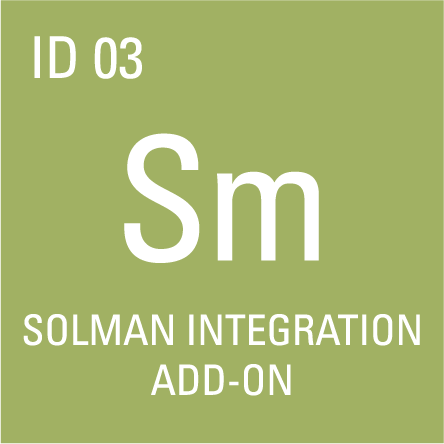 ID 03
Sm
SOLMAN INTEGRATION
ADD-ON